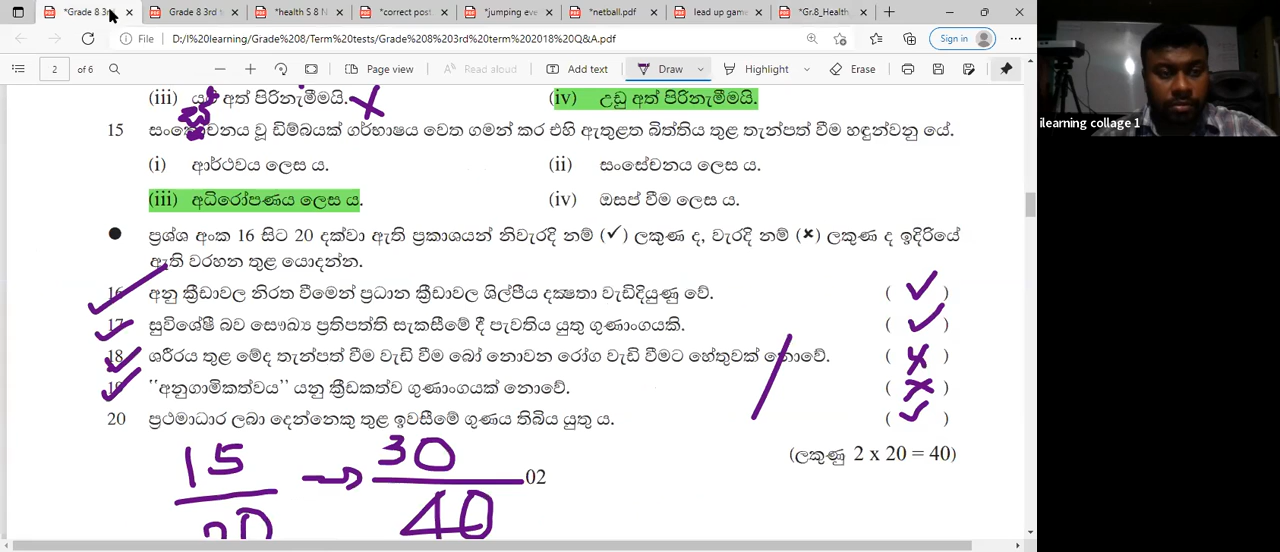 *Grade 8 3rd
Grade 8 3rd t
*health S 8 N
*correct post
*jumping eve
*netball.pdf
lead up game
*Gr.8_Health
File
D:/I%20learning/Grade%208/Term%20tests/Grade%208%203rd%20term%202018%20Q&A.pdf
Sign in
2 of 6
Page view
Read aloud
Add text
Draw
Highlight
Erase
(iii) අත් පිරිනැමීමයි. (iv) උඩු අත් පිරිනැමීමයි.
15 වූ ඩිම්බයක් ගර්භාෂය වෙත ගමන් කර එහි ඇතුළත බිත්තිය තුළ තැන්පත් වීම හඳුන්වනු යේ.
(i) ආර්ථවය ලෙස ය. (ii) සංසේචනය ලෙස ය.
(iii) අධිරෝපණය ලෙස ය. (iv) ඔසප් වීම ලෙස ය.
● ප්‍රශ්ශ අංක 16 සිට 20 දක්වා ඇති ප්‍රකාශයන් නිවැරදි නම් (✓) ලකුණ ද, වැරදි නම් (✗) ලකුණ ද ඉදිරියේ
ඇති වරහන තුළ යොදන්න.
16 අනු ක්‍රීඩාවල නිරත වීමෙන් ප්‍රධාන ක්‍රීඩාවල ශිල්පීය දක්‍ෂතා වැඩිදියුණු වේ. ( ✓ )
17 සුවිශේෂී බව සෞඛ්‍ය ප්‍රතිපත්ති සැකසීමේ දී පැවතිය යුතු ගුණාංගයකි. ( ✓ )
18 ශරීරය තුළ මේද තැන්පත් වීම වැඩි වීම බෝ නොවන රෝග වැඩි වීමට හේතුවක් නොවේ. ( ✗ )
19 “අනුගාමිකත්වය” යනු ක්‍රීඩකත්ව ගුණාංගයක් නොවේ. ( ✗ )
20 ප්‍රථමාධාර ලබා දෙන්නෙකු තුළ ඉවසීමේ ගුණය තිබිය යුතු ය. ( ✓ )
(ලකුණු 2 x 20 = 40)
15/20 → 30/40
02
ilearning collage 1